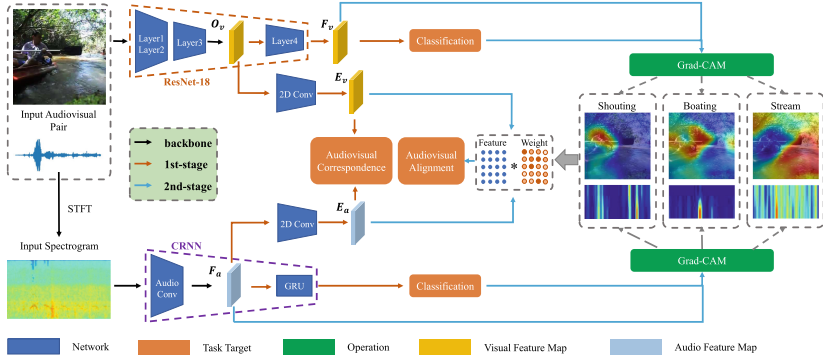 Input Audiovisual
Pair
STFT
Input Spectrogram
Layer1
Layer2
Layer3
O_v
Layer4
F_v
ResNet-18
Classification
2D Conv
E_v
backbone
1st-stage
2nd-stage
Audiovisual
Correspondence
Audiovisual
Alignment
Feature
Weight
*
Grad-CAM
Shouting
Boating
Stream
2D Conv
E_a
CRNN
Audio
Conv
F_a
GRU
Classification
Grad-CAM
Network
Task Target
Operation
Visual Feature Map
Audio Feature Map